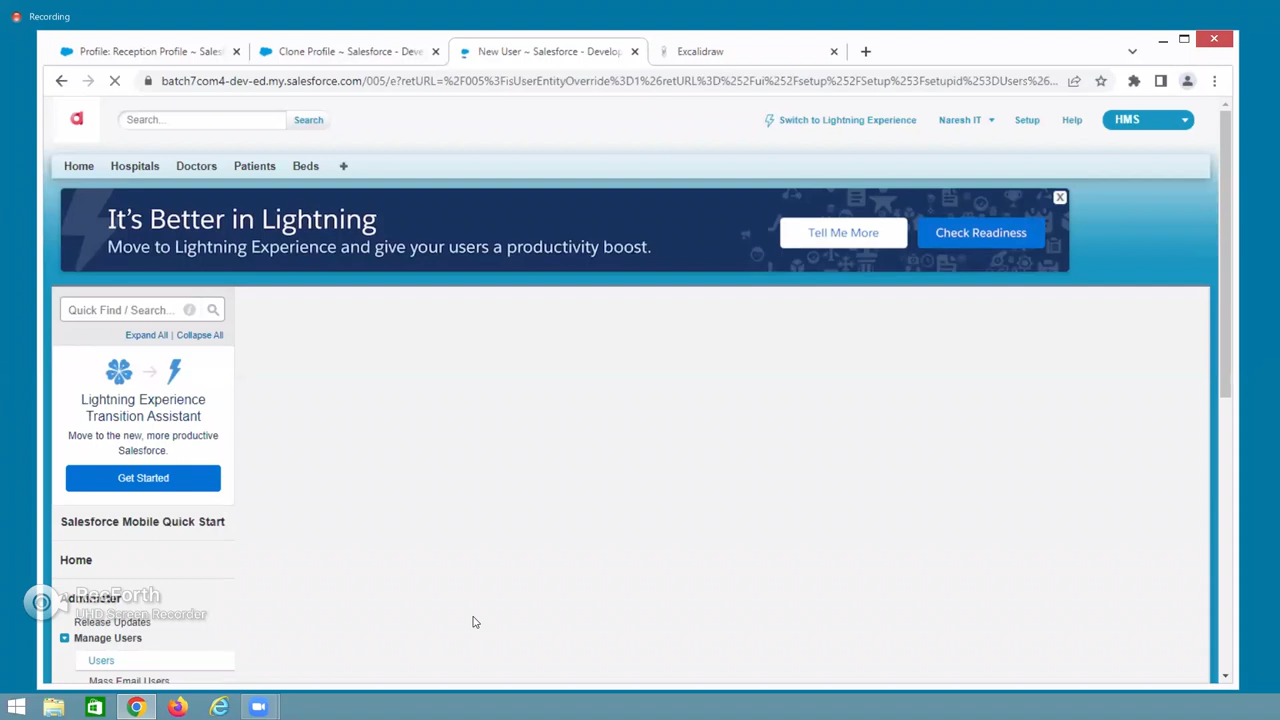 Recording
Profile: Reception Profile ~ Sales
Clone Profile ~ Salesforce - Deve
New User ~ Salesforce - Develop
Excalidraw
batch7com4-dev-ed.my.salesforce.com/005/e?retURL=%2F005%3FisUserEntityOverride%3D1%26retURL%3D%252Fui%252Fsetup%252FSetup%253Fsetupid%253DUsers%26...
Search...
Search
Switch to Lightning Experience
Naresh IT
Setup
Help
HMS
Home
Hospitals
Doctors
Patients
Beds
+
It's Better in Lightning
Move to Lightning Experience and give your users a productivity boost.
Tell Me More
Check Readiness
X
Quick Find / Search...
Expand All | Collapse All
Lightning Experience
Transition Assistant
Move to the new, more productive
Salesforce.
Get Started
Salesforce Mobile Quick Start
Home
RecForth
UHD Screen Recorder
Release Updates
Manage Users
Users
Mass Email Users